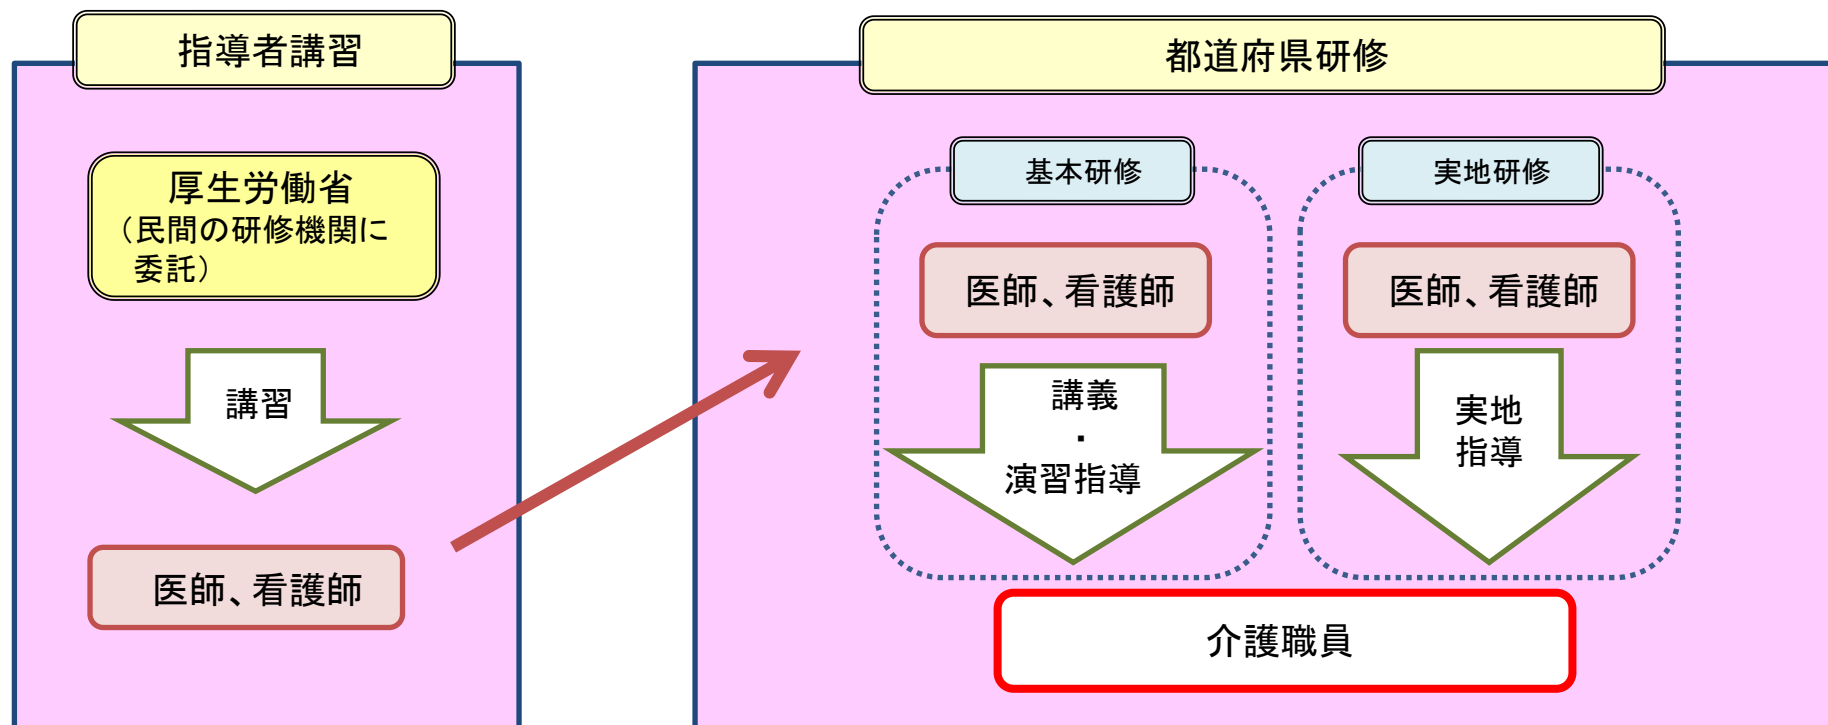 指導者講習
厚生労働省
（民間の研修機関に
委託）
講習
医師、看護師
都道府県研修
基本研修
医師、看護師
講義
・
演習指導
実地研修
医師、看護師
実地
指導
介護職員